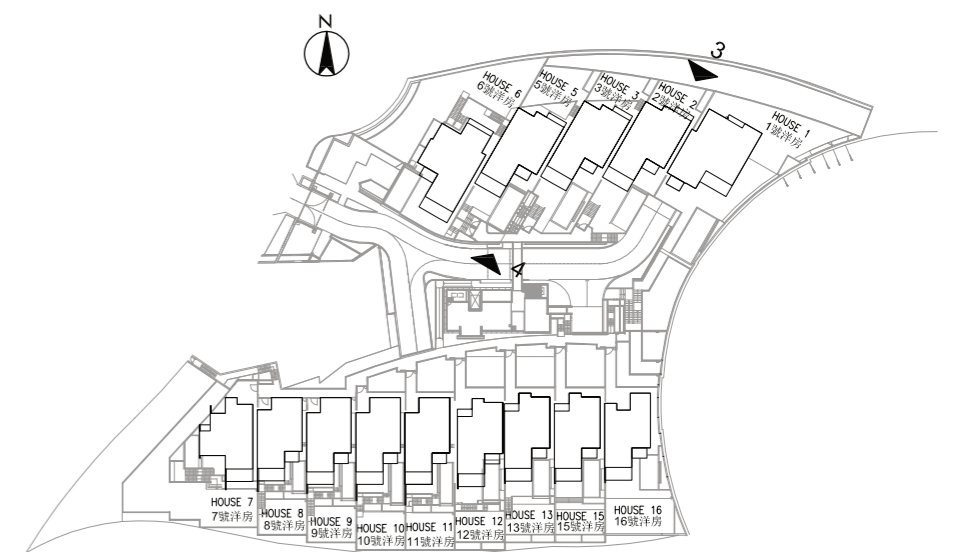 N
3
HOUSE 6
6號洋房
HOUSE 5
5號洋房
HOUSE 3
3號洋房
HOUSE 2
2號洋房
HOUSE 1
1號洋房
4
HOUSE 7
7號洋房
HOUSE 8
8號洋房
HOUSE 9
9號洋房
HOUSE 10
10號洋房
HOUSE 11
11號洋房
HOUSE 12
12號洋房
HOUSE 13
13號洋房
HOUSE 15
15號洋房
HOUSE 16
16號洋房